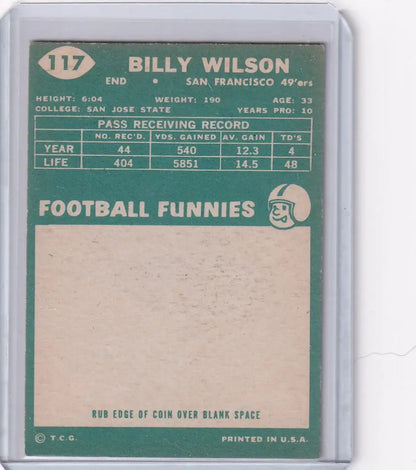 117 BILLY WILSON
END • SAN FRANCISCO 49'ers
HEIGHT: 6:04 WEIGHT: 190 AGE: 33
COLLEGE: SAN JOSE STATE YEARS PRO: 10
PASS RECEIVING RECORD
NO. REC'D. YDS. GAINED AV. GAIN TD'S
YEAR 44 540 12.3 4
LIFE 404 5851 14.5 48
FOOTBALL FUNNIES
RUB EDGE OF COIN OVER BLANK SPACE
© T.C.G. PRINTED IN U.S.A.